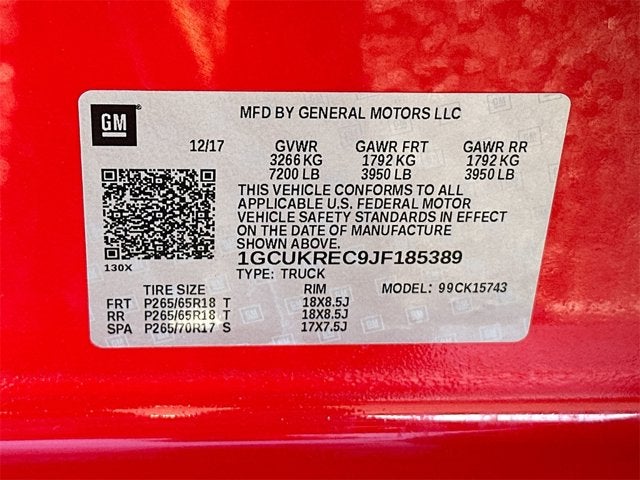 GM
MFD BY GENERAL MOTORS LLC
12/17 GVWR GAWR FRT GAWR RR
3266 KG 1792 KG 1792 KG
7200 LB 3950 LB 3950 LB
THIS VEHICLE CONFORMS TO ALL
APPLICABLE U.S. FEDERAL MOTOR
VEHICLE SAFETY STANDARDS IN EFFECT
ON THE DATE OF MANUFACTURE
SHOWN ABOVE.
1GCUKREC9JF185389
130X
TYPE: TRUCK MODEL: 99CK15743
TIRE SIZE RIM
FRT P265/65R18 T 18X8.5J
RR P265/65R18 T 18X8.5J
SPA P265/70R17 S 17X7.5J